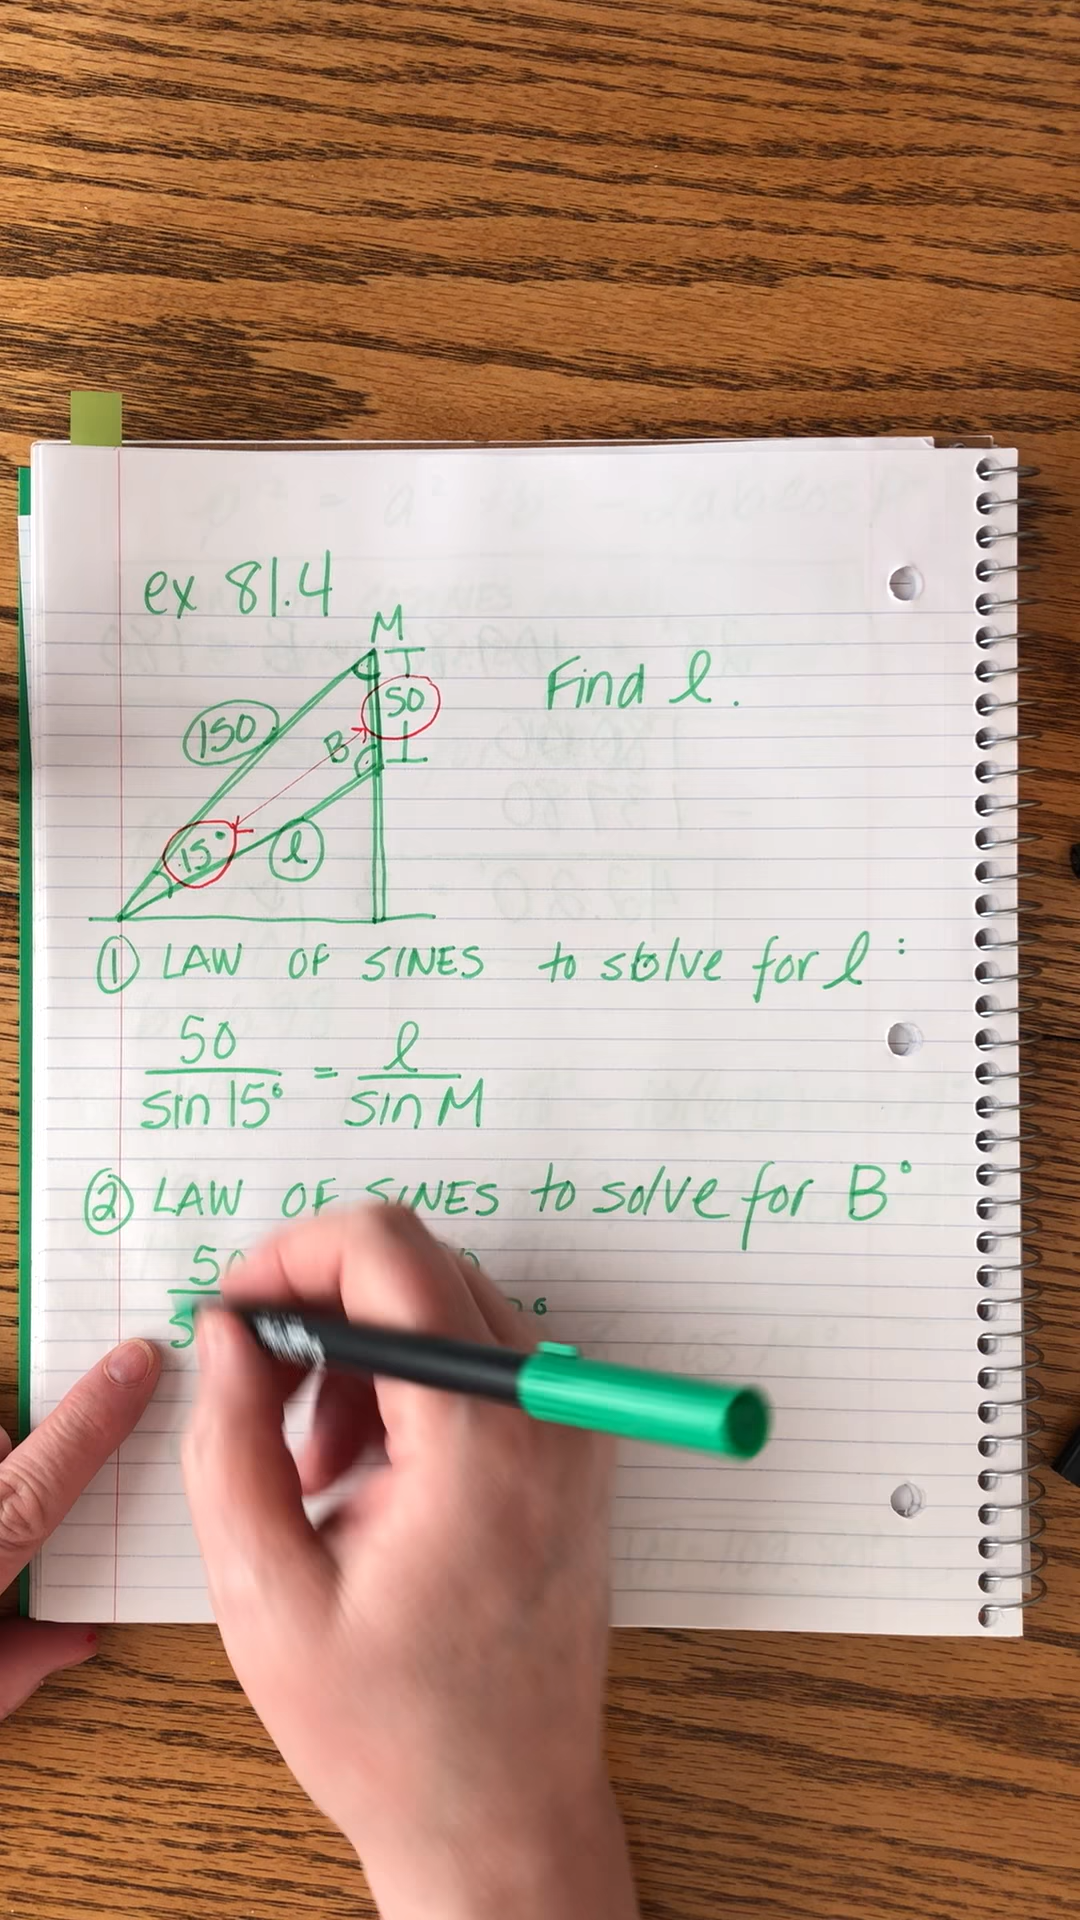 ex 81.4
M
Find l.
50
150
B
15°
l
① LAW OF SINES to solve for l :
50 / sin 15° = l / sin M
② LAW OF SINES to solve for B°